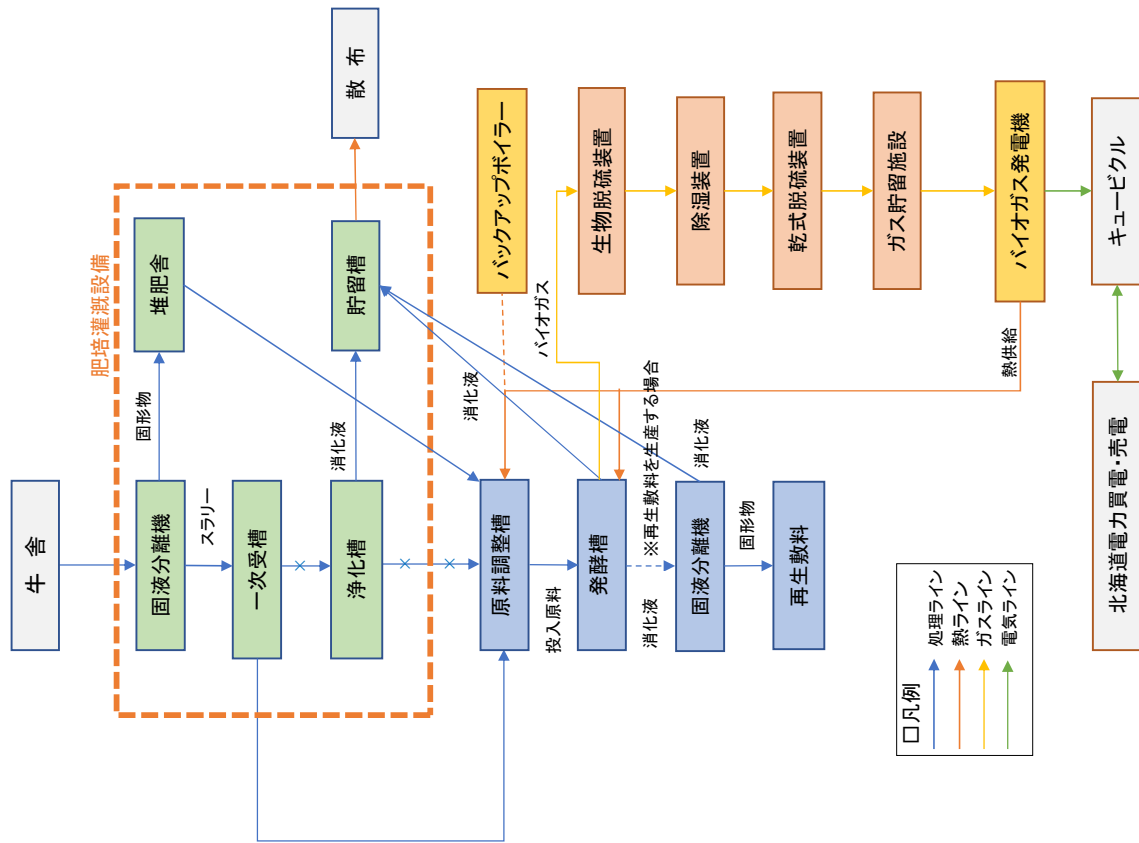 牛 舎
肥培灌漑設備
固液分離機
固形物
堆肥舎
スラリー
一次受槽
浄化槽
消化液
貯留槽
散 布
原料調整槽
消化液
バックアップボイラー
投入原料
発酵槽
バイオガス
生物脱硫装置
消化液
※再生敷料を生産する場合
固液分離機
消化液
除湿装置
固形物
再生敷料
乾式脱硫装置
ガス貯留施設
熱供給
バイオガス発電機
北海道電力買電・売電
キュービクル
□凡例
処理ライン
熱ライン
ガスライン
電気ライン